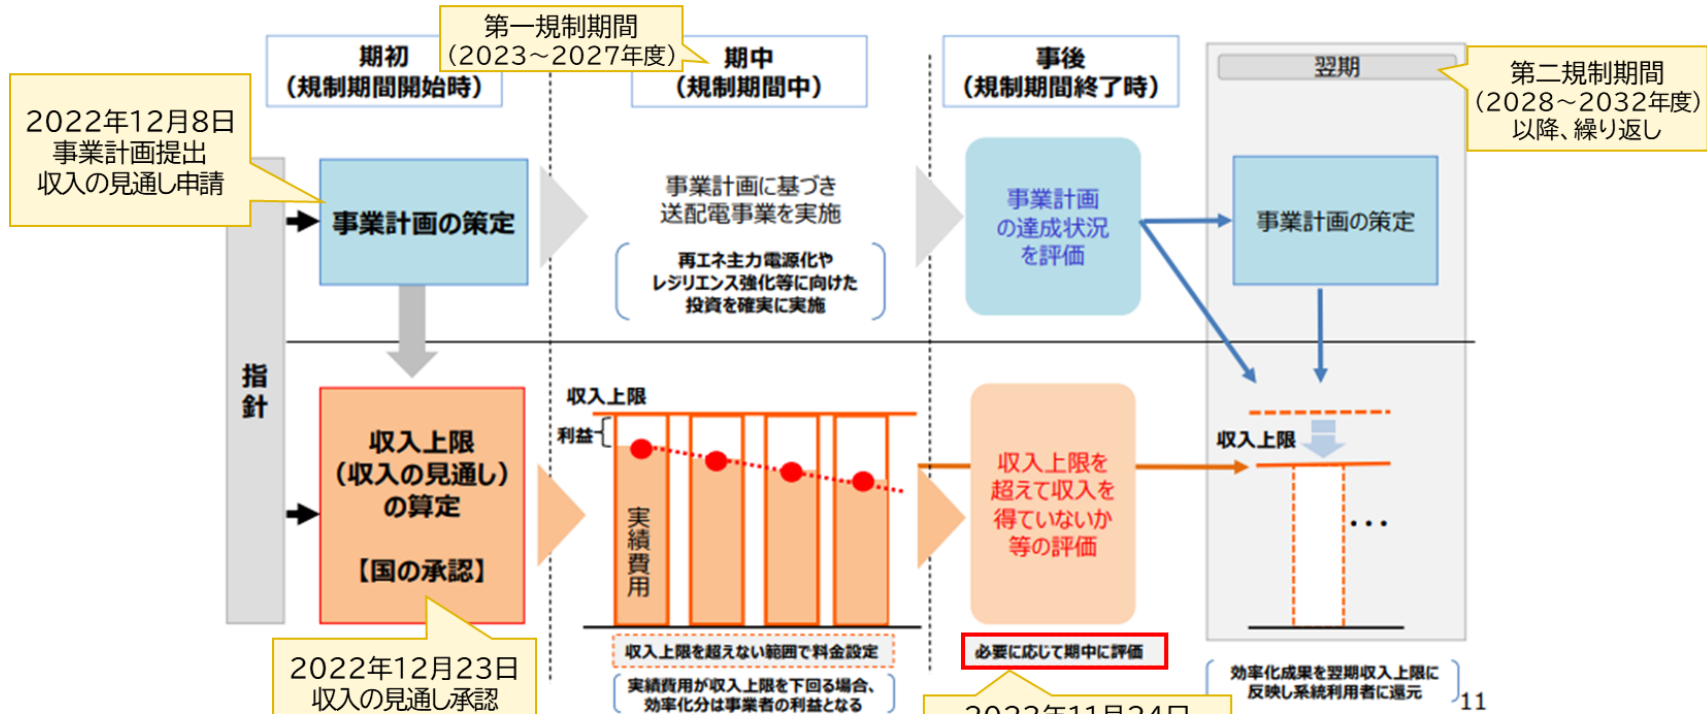 第一規制期間
（2023～2027年度）
期初
（規制期間開始時）
期中
（規制期間中）
事後
（規制期間終了時）
翌期
第二規制期間
（2028～2032年度）
以降、繰り返し
2022年12月8日
事業計画提出
収入の見通し申請
指針
事業計画の策定
事業計画に基づき
送配電事業を実施
再エネ主力電源化や
レジリエンス強化等に向けた
投資を確実に実施
事業計画
の達成状況
を評価
事業計画の策定
収入上限
（収入の見通し）
の算定
【国の承認】
収入上限
利益
実績費用
収入上限を
超えて収入を
得ていないか
等の評価
収入上限
・・・
2022年12月23日
収入の見通し承認
収入上限を超えない範囲で料金設定
実績費用が収入上限を下回る場合、
効率化分は事業者の利益となる
必要に応じて期中に評価
効率化成果を翌期収入上限に
反映し系統利用者に還元
11